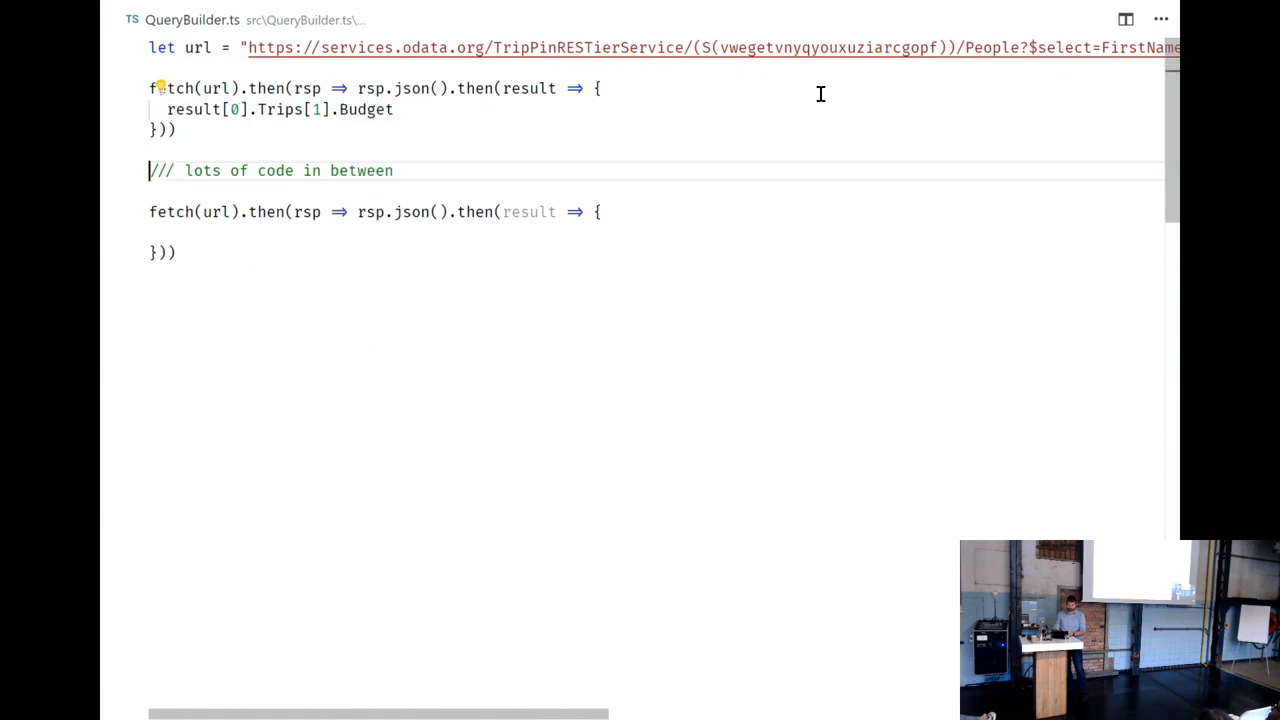 TS QueryBuilder.ts src\QueryBuilder.ts\...
let url = "https://services.odata.org/TripPinRESTierService/(S(vwegetvnyqyouxuziarcgopf))/People?$select=FirstName
fetch(url).then(rsp => rsp.json().then(result => {
result[0].Trips[1].Budget
}))
/// lots of code in between
fetch(url).then(rsp => rsp.json().then(result => {
}))